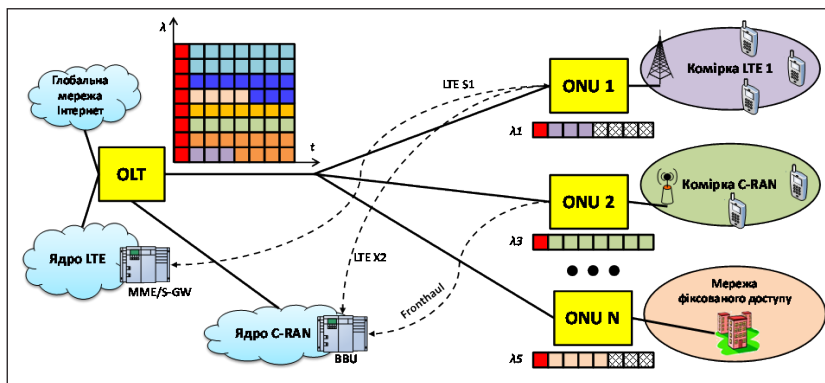 λ
t
Глобальна
мережа
Інтернет
OLT
Ядро LTE
MME/S-GW
Ядро C-RAN
BBU
LTE S1
LTE X2
Fronthaul
ONU 1
λ1
Комірка LTE 1
ONU 2
λ3
Комірка C-RAN
ONU N
λ5
Мережа
фіксованого доступу